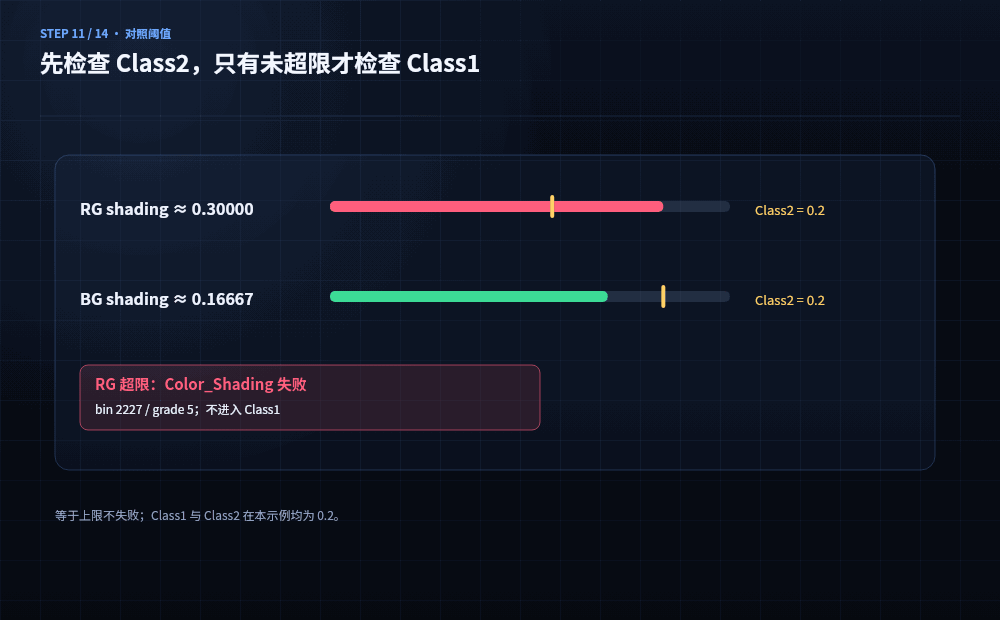 STEP 11 / 14 · 对照阈值
先检查 Class2，只有未超限才检查 Class1
RG shading ≈ 0.30000
Class2 = 0.2
BG shading ≈ 0.16667
Class2 = 0.2
RG 超限：Color_Shading 失败
bin 2227 / grade 5；不进入 Class1
等于上限不失败；Class1 与 Class2 在本示例均为 0.2。